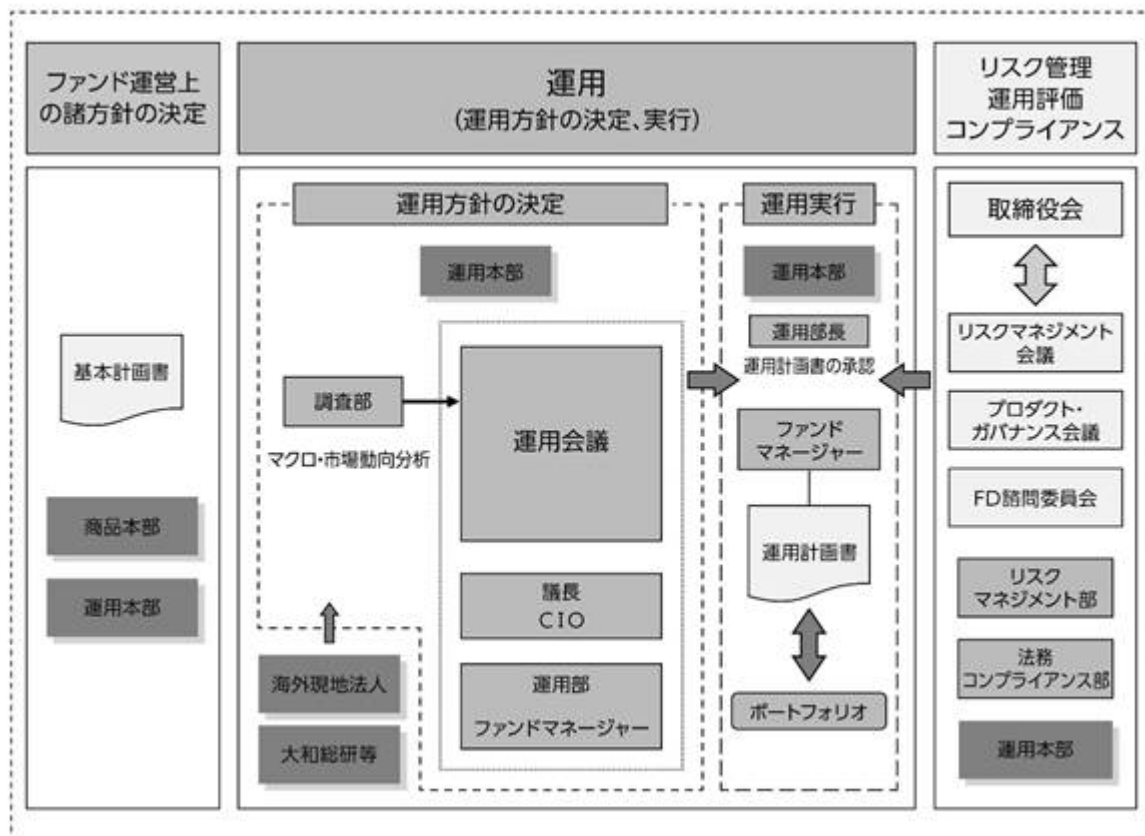 ファンド運営上
の諸方針の決定
基本計画書
商品本部
運用本部
運用
(運用方針の決定、実行)
運用方針の決定
運用本部
調査部
マクロ・市場動向分析
運用会議
議長
CIO
運用部
ファンドマネージャー
海外現地法人
大和総研等
運用実行
運用本部
運用部長
運用計画書の承認
ファンド
マネージャー
運用計画書
ポートフォリオ
リスク管理
運用評価
コンプライアンス
取締役会
リスクマネジメント
会議
プロダクト・
ガバナンス会議
FD諮問委員会
リスク
マネジメント部
法務
コンプライアンス部
運用本部